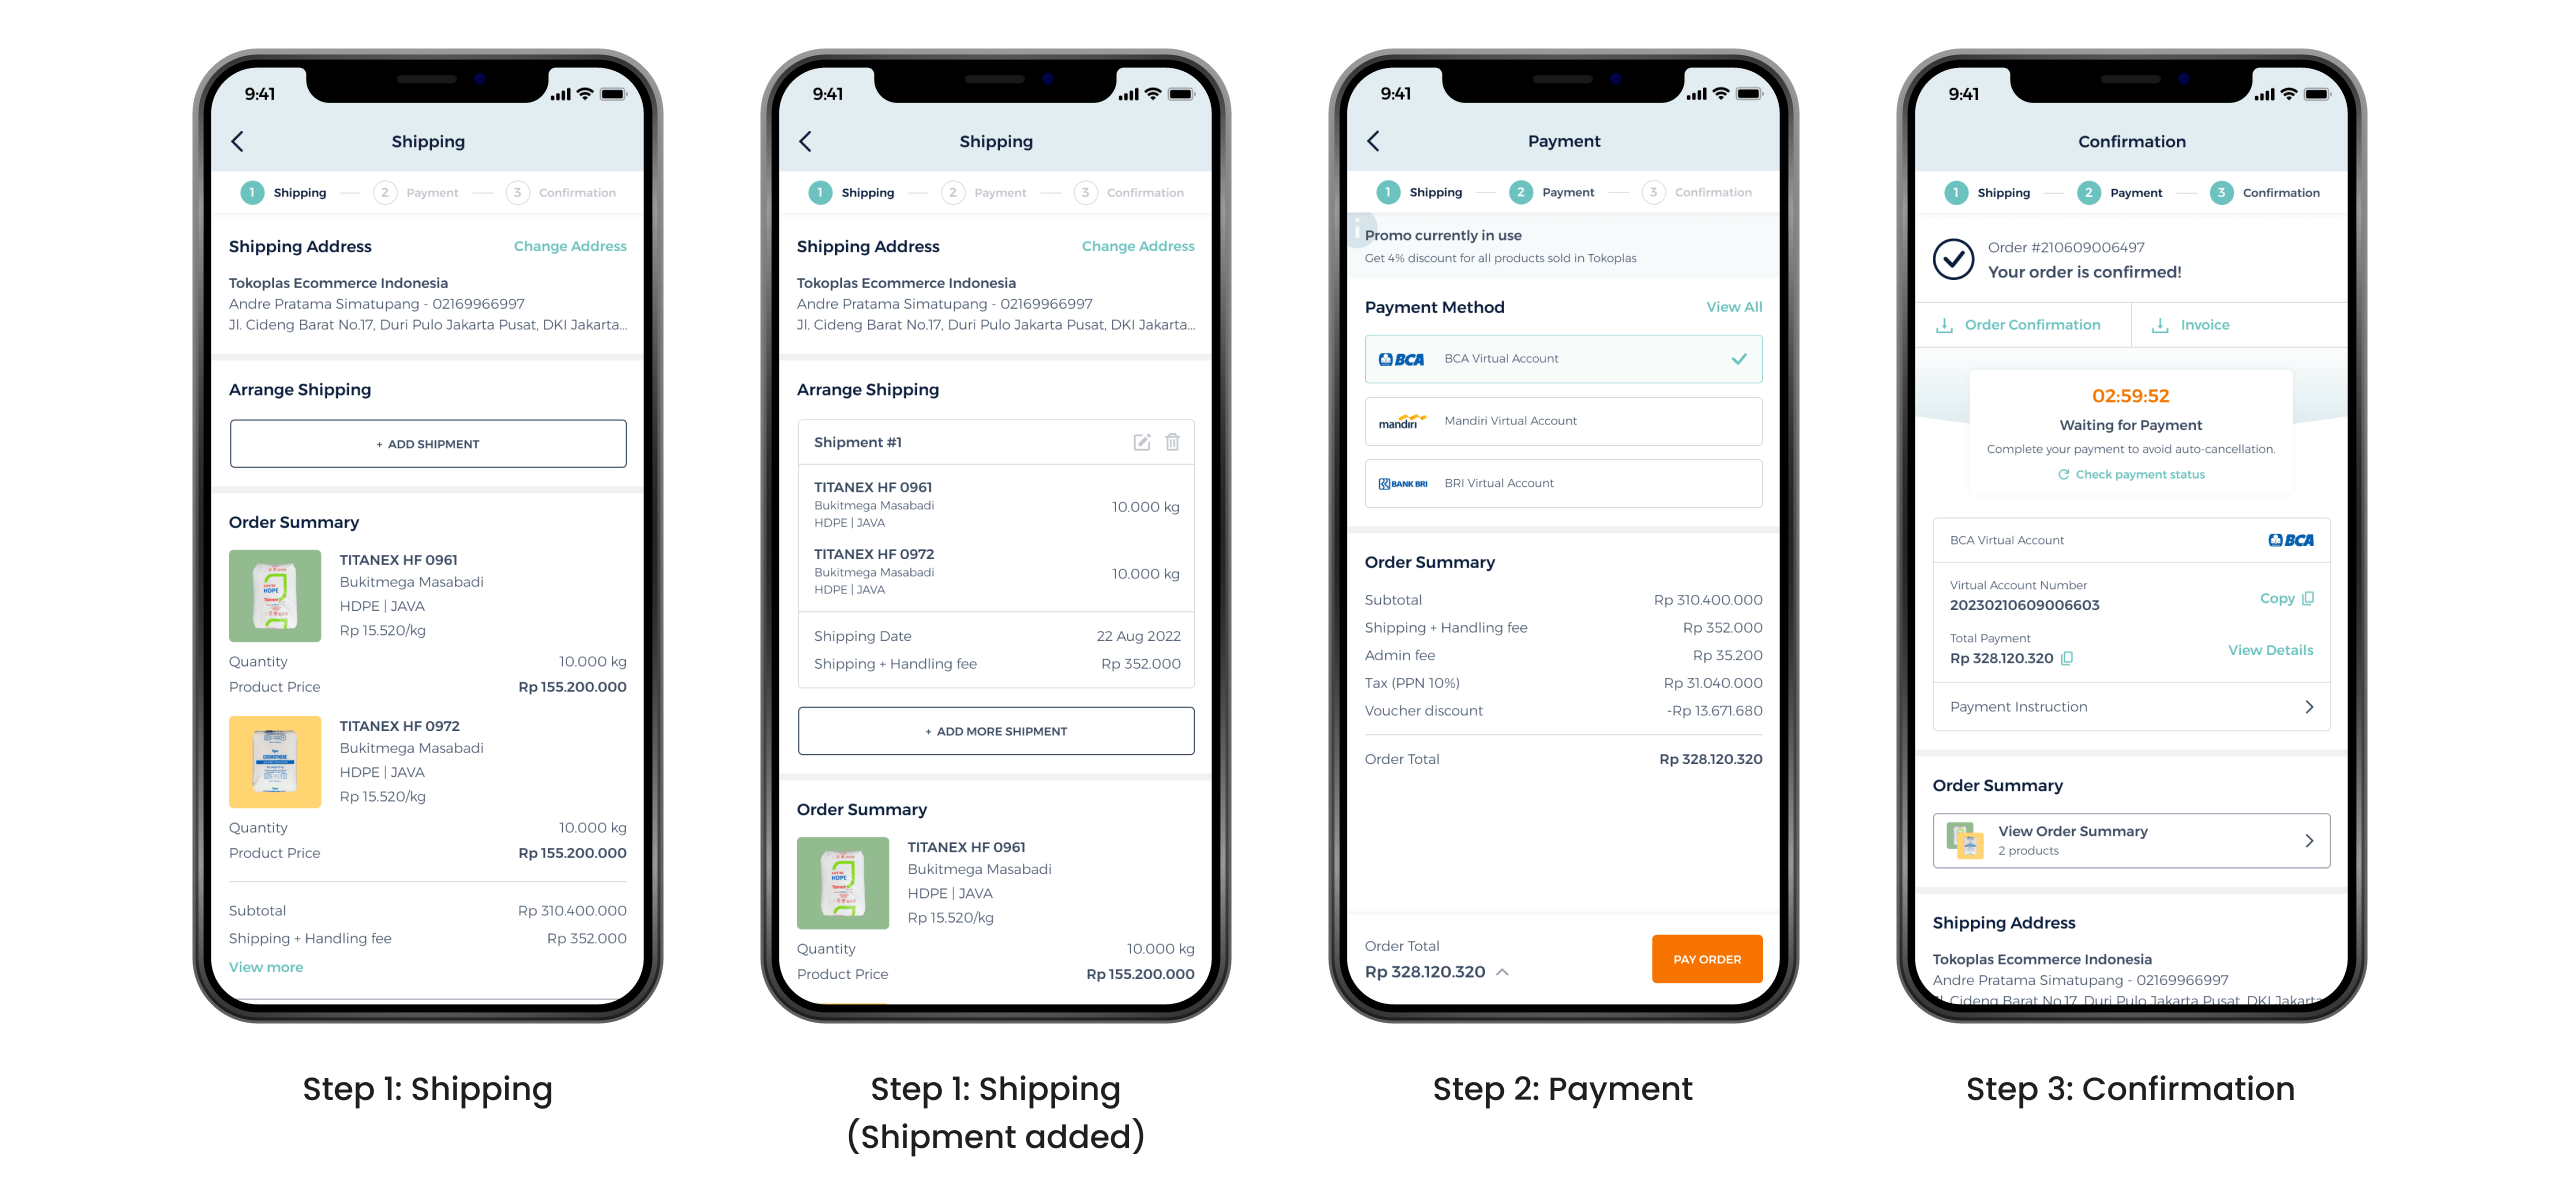 9:41
Shipping
1 Shipping 2 Payment 3 Confirmation
Shipping Address Change Address
Tokoplas Ecommerce Indonesia
Andre Pratama Simatupang - 02169966997
Jl. Cideng Barat No.17, Duri Pulo Jakarta Pusat, DKI Jakarta...
Arrange Shipping
+ ADD SHIPMENT
Order Summary
HDPE
TITANEX HF 0961
Bukitmega Masabadi
HDPE | JAVA
Rp 15.520/kg
Quantity 10.000 kg
Product Price Rp 155.200.000
TITANEX HF 0972
Bukitmega Masabadi
HDPE | JAVA
Rp 15.520/kg
Quantity 10.000 kg
Product Price Rp 155.200.000
Subtotal Rp 310.400.000
Shipping + Handling fee Rp 352.000
View more
Step 1: Shipping
9:41
Shipping
1 Shipping 2 Payment 3 Confirmation
Shipping Address Change Address
Tokoplas Ecommerce Indonesia
Andre Pratama Simatupang - 02169966997
Jl. Cideng Barat No.17, Duri Pulo Jakarta Pusat, DKI Jakarta...
Arrange Shipping
Shipment #1
TITANEX HF 0961
Bukitmega Masabadi
HDPE | JAVA
10.000 kg
TITANEX HF 0972
Bukitmega Masabadi
HDPE | JAVA
10.000 kg
Shipping Date 22 Aug 2022
Shipping + Handling fee Rp 352.000
+ ADD MORE SHIPMENT
Order Summary
HDPE
TITANEX HF 0961
Bukitmega Masabadi
HDPE | JAVA
Rp 15.520/kg
Quantity 10.000 kg
Product Price Rp 155.200.000
Step 1: Shipping
(Shipment added)
9:41
Payment
1 Shipping 2 Payment 3 Confirmation
Promo currently in use
Get 4% discount for all products sold in Tokoplas
Payment Method View All
BCA BCA Virtual Account
mandiri Mandiri Virtual Account
BANK BRI BRI Virtual Account
Order Summary
Subtotal Rp 310.400.000
Shipping + Handling fee Rp 352.000
Admin fee Rp 35.200
Tax (PPN 10%) Rp 31.040.000
Voucher discount -Rp 13.671.680
Order Total Rp 328.120.320
Order Total
Rp 328.120.320
PAY ORDER
Step 2: Payment
9:41
Confirmation
1 Shipping 2 Payment 3 Confirmation
Order #210609006497
Your order is confirmed!
Order Confirmation Invoice
02:59:52
Waiting for Payment
Complete your payment to avoid auto-cancellation.
Check payment status
BCA Virtual Account BCA
Virtual Account Number
20230210609006603
Copy
Total Payment
Rp 328.120.320
View Details
Payment Instruction
Order Summary
View Order Summary
2 products
Shipping Address
Tokoplas Ecommerce Indonesia
Andre Pratama Simatupang - 02169966997
Jl. Cideng Barat No.17, Duri Pulo Jakarta Pusat, DKI Jakarta
Step 3: Confirmation